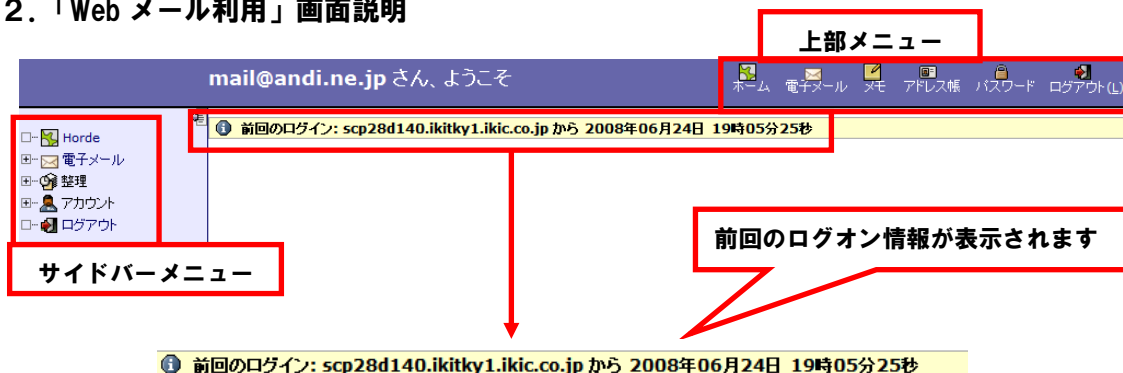 2.「Web メール利用」画面説明
上部メニュー
mail@andi.ne.jp さん、ようこそ
ホーム 電子メール メモ アドレス帳 パスワード ログアウト(L)
前回のログイン: scp28d140.ikitky1.ikic.co.jp から 2008年06月24日 19時05分25秒
Horde
電子メール
整理
アカウント
ログアウト
サイドバーメニュー
前回のログオン情報が表示されます
前回のログイン: scp28d140.ikitky1.ikic.co.jp から 2008年06月24日 19時05分25秒